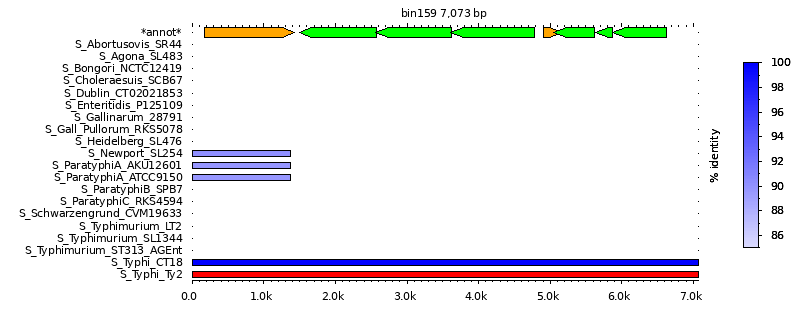 bin159 7,073 bp
*annot*
S_Abortusovis_SR44
S_Agona_SL483
S_Bongori_NCTC12419
S_Choleraesuis_SCB67
S_Dublin_CT02021853
S_Enteritidis_P125109
S_Gallinarum_28791
S_Gall_Pullorum_RKS5078
S_Heidelberg_SL476
S_Newport_SL254
S_ParatyphiA_AKU12601
S_ParatyphiA_ATCC9150
S_ParatyphiB_SPB7
S_ParatyphiC_RKS4594
S_Schwarzengrund_CVM19633
S_Typhimurium_LT2
S_Typhimurium_SL1344
S_Typhimurium_ST313_AGEnt
S_Typhi_CT18
S_Typhi_Ty2
0.0 1.0k 2.0k 3.0k 4.0k 5.0k 6.0k 7.0k
% identity
100
98
96
94
92
90
88
86